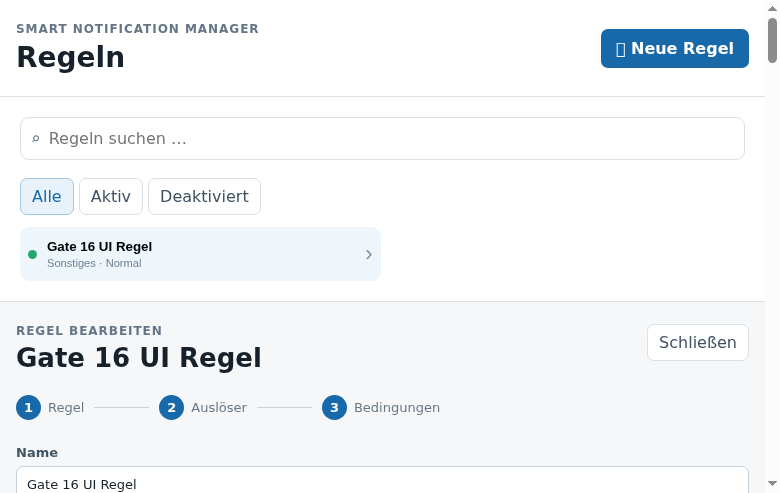 SMART NOTIFICATION MANAGER
Regeln
Neue Regel
Regeln suchen …
Alle
Aktiv
Deaktiviert
Gate 16 UI Regel
Sonstiges · Normal
REGEL BEARBEITEN
Gate 16 UI Regel
Schließen
1 Regel
2 Auslöser
3 Bedingungen
Name
Gate 16 UI Regel